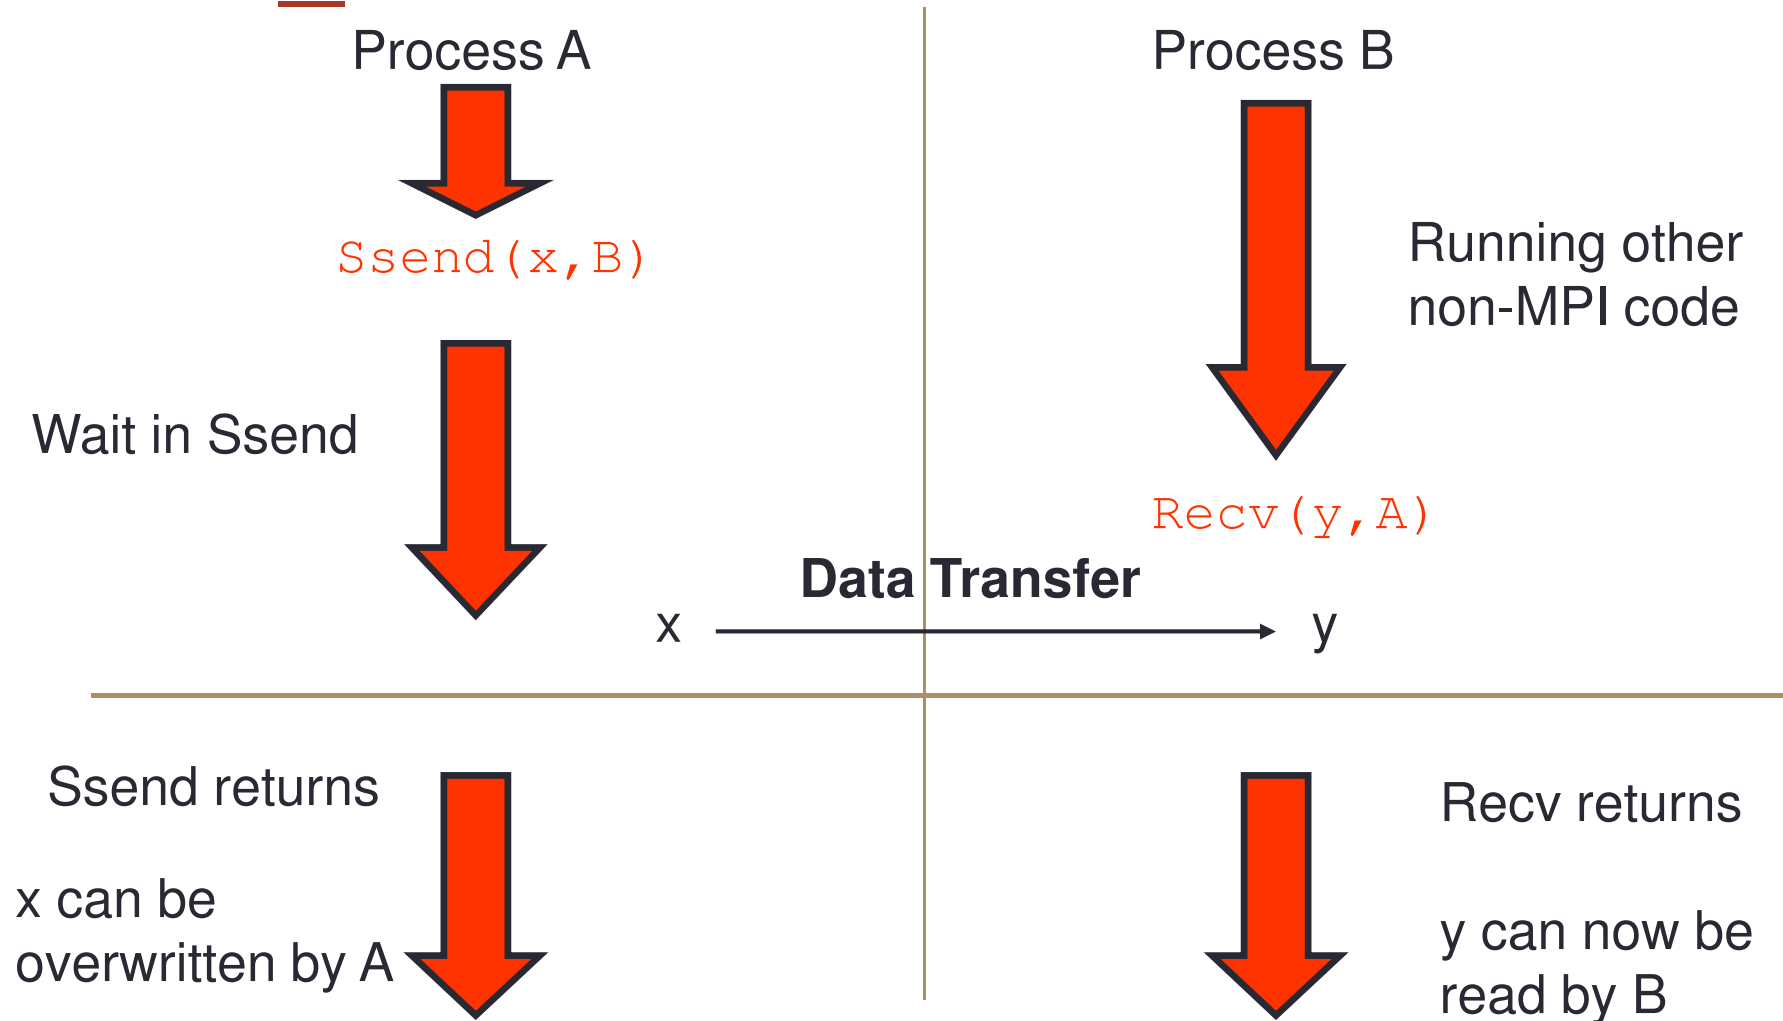 Process A
Process B
Ssend(x,B)
Running other
non-MPI code
Wait in Ssend
Recv(y,A)
Data Transfer
x
y
Ssend returns
Recv returns
x can be
overwritten by A
y can now be
read by B